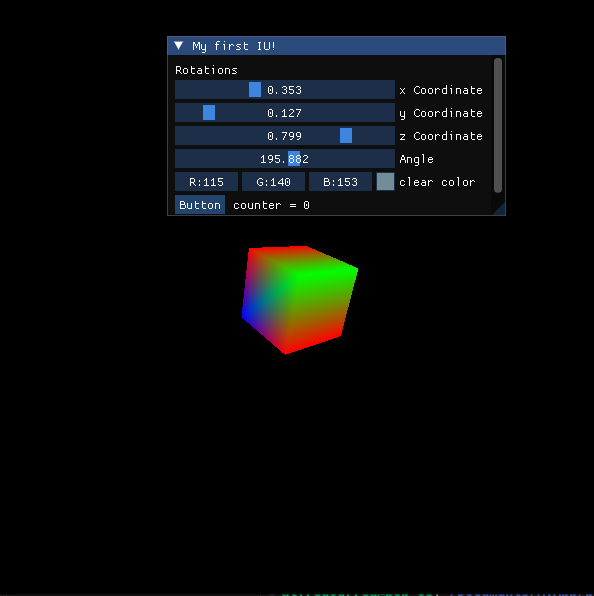 My first IU!
Rotations
0.353 x Coordinate
0.127 y Coordinate
0.799 z Coordinate
195.882 Angle
R:115 G:140 B:153 clear color
Button counter = 0